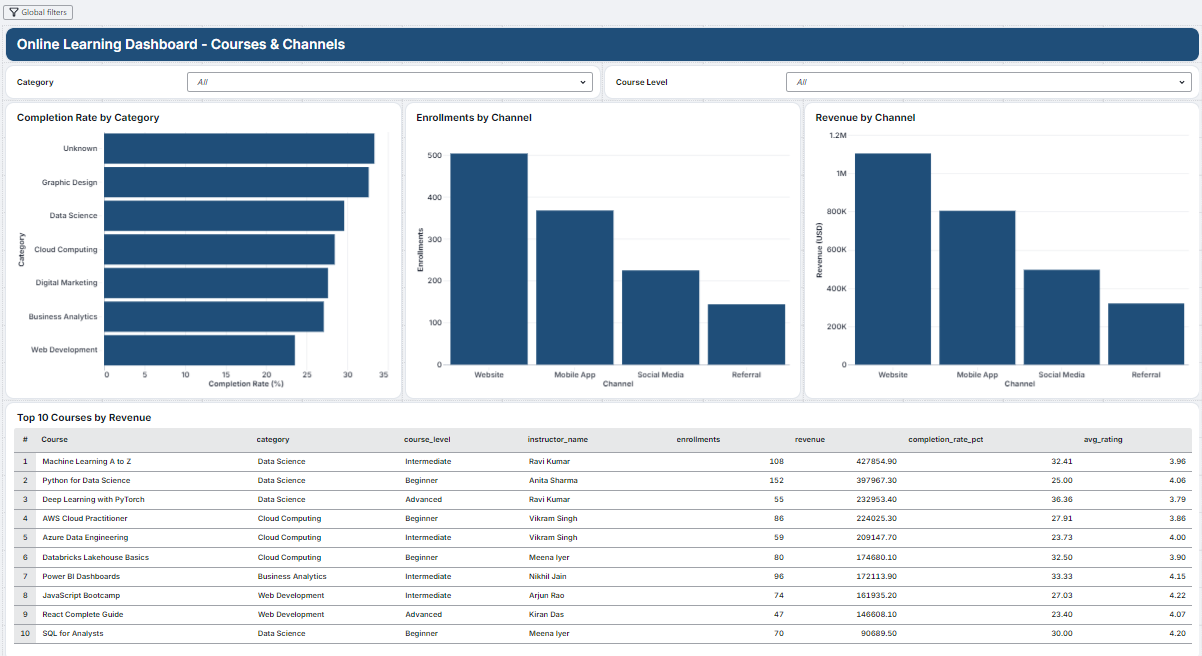 Global filters
Online Learning Dashboard - Courses & Channels
Category All Course Level All
Completion Rate by Category
Unknown
Graphic Design
Data Science
Cloud Computing
Digital Marketing
Business Analytics
Web Development
Category
0 5 10 15 20 25 30 35
Completion Rate (%)
Enrollments by Channel
500
400
300
200
100
0
Enrollments
Website Mobile App Social Media Referral
Channel
Revenue by Channel
1.2M
1M
800K
600K
400K
200K
0
Revenue (USD)
Website Mobile App Social Media Referral
Channel
Top 10 Courses by Revenue
# Course category course_level instructor_name enrollments revenue completion_rate_pct avg_rating
1 Machine Learning A to Z Data Science Intermediate Ravi Kumar 108 427854.90 32.41 3.96
2 Python for Data Science Data Science Beginner Anita Sharma 152 397967.30 25.00 4.06
3 Deep Learning with PyTorch Data Science Advanced Ravi Kumar 55 232953.40 36.36 3.79
4 AWS Cloud Practitioner Cloud Computing Beginner Vikram Singh 86 224025.30 27.91 3.86
5 Azure Data Engineering Cloud Computing Intermediate Vikram Singh 59 209147.70 23.73 4.00
6 Databricks Lakehouse Basics Cloud Computing Beginner Meena Iyer 80 174680.10 32.50 3.90
7 Power BI Dashboards Business Analytics Intermediate Nikhil Jain 96 172113.90 33.33 4.15
8 JavaScript Bootcamp Web Development Intermediate Arjun Rao 74 161935.20 27.03 4.22
9 React Complete Guide Web Development Advanced Kiran Das 47 146608.10 23.40 4.07
10 SQL for Analysts Data Science Beginner Meena Iyer 70 90689.50 30.00 4.20